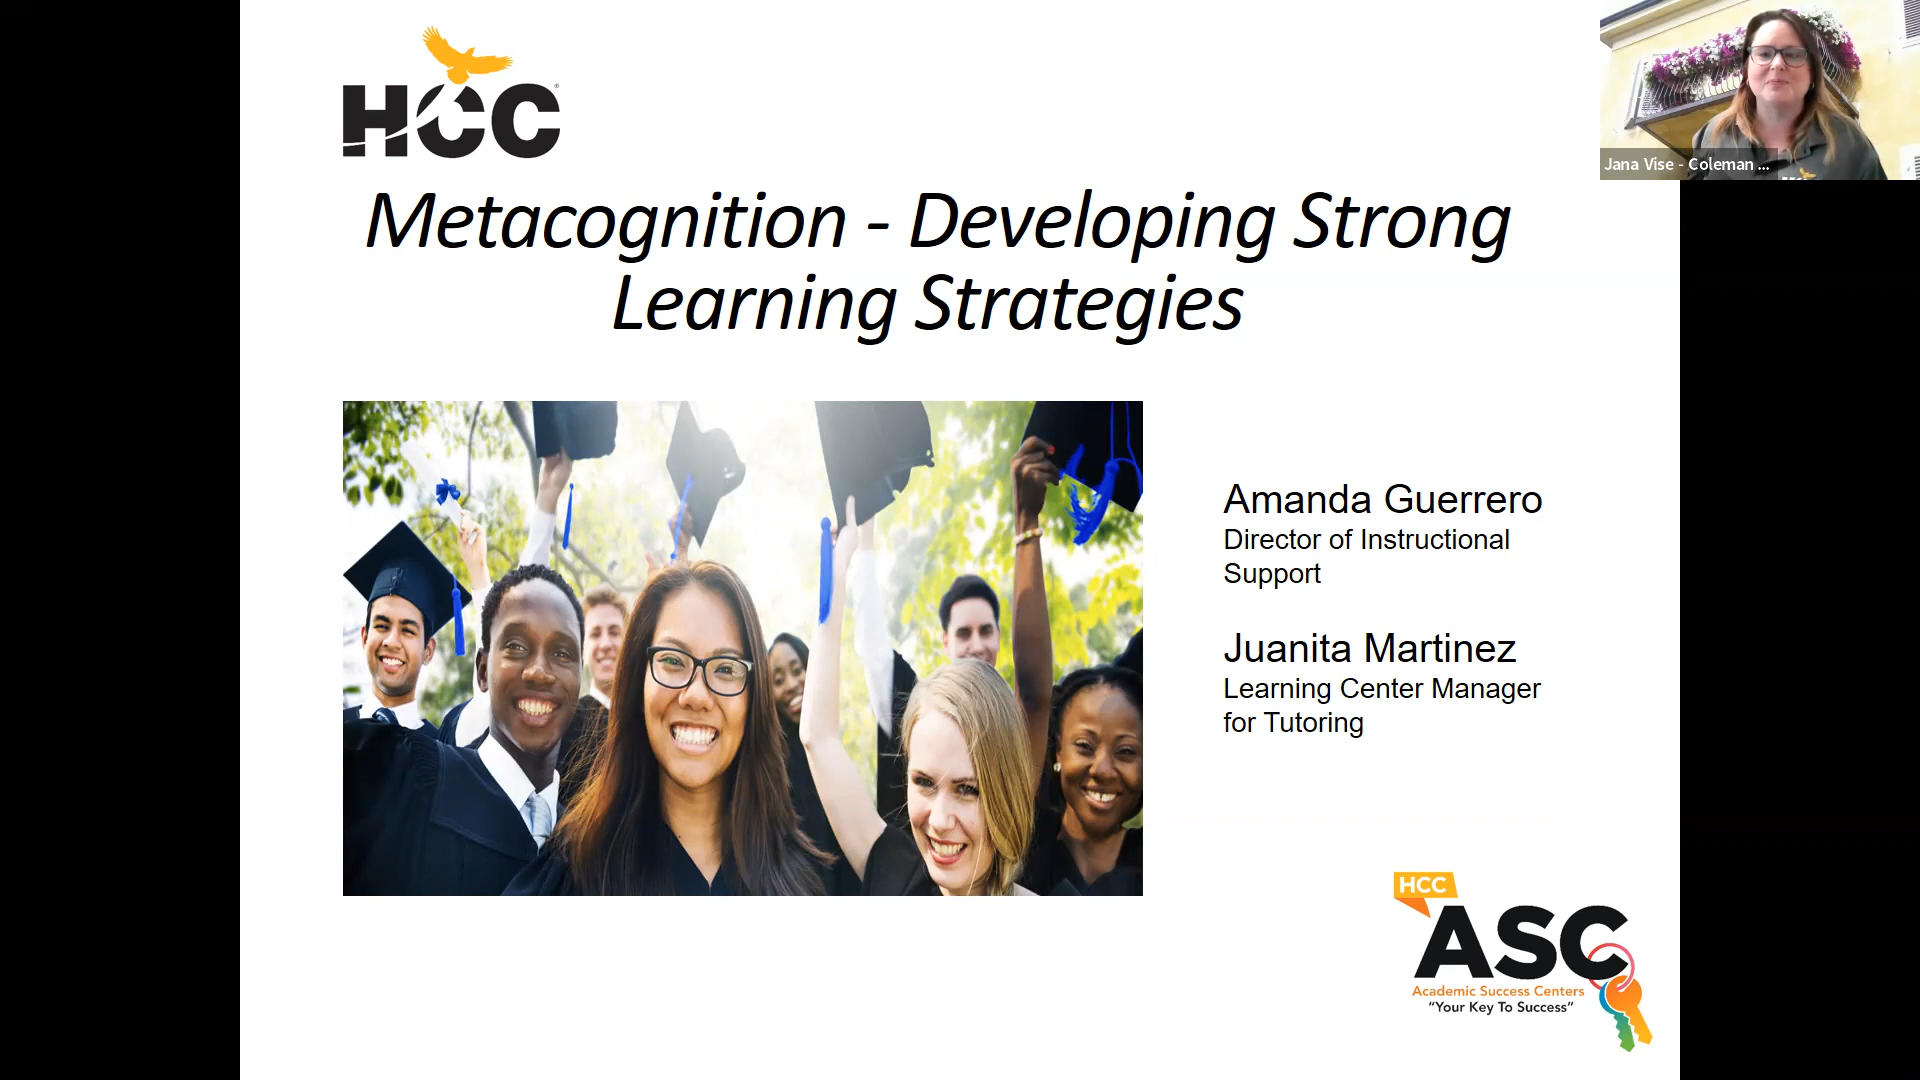 HCC
Metacognition - Developing Strong
Learning Strategies
Amanda Guerrero
Director of Instructional
Support
Juanita Martinez
Learning Center Manager
for Tutoring
HCC
ASC
Academic Success Centers
“Your Key To Success”
Jana Vise - Coleman ...